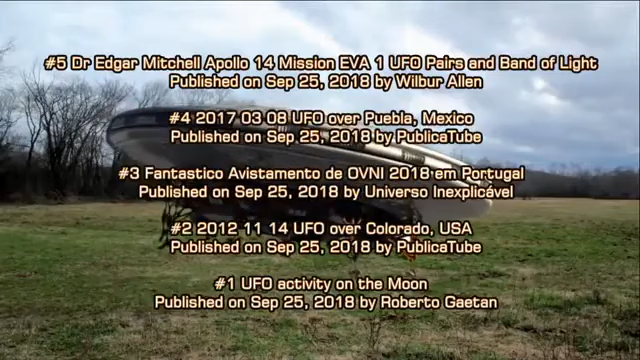 #5 Dr Edgar Mitchell Apollo 14 Mission EVA 1 UFO Pairs and Band of Light
Published on Sep 25, 2018 by Wilbur Allen
#4 2017 03 08 UFO over Puebla, Mexico
Published on Sep 25, 2018 by PublicaTube
#3 Fantastico Avistamento de OVNI 2018 em Portugal
Published on Sep 25, 2018 by Universo Inexplicável
#2 2012 11 14 UFO over Colorado, USA
Published on Sep 25, 2018 by PublicaTube
#1 UFO activity on the Moon
Published on Sep 25, 2018 by Roberto Gaetan